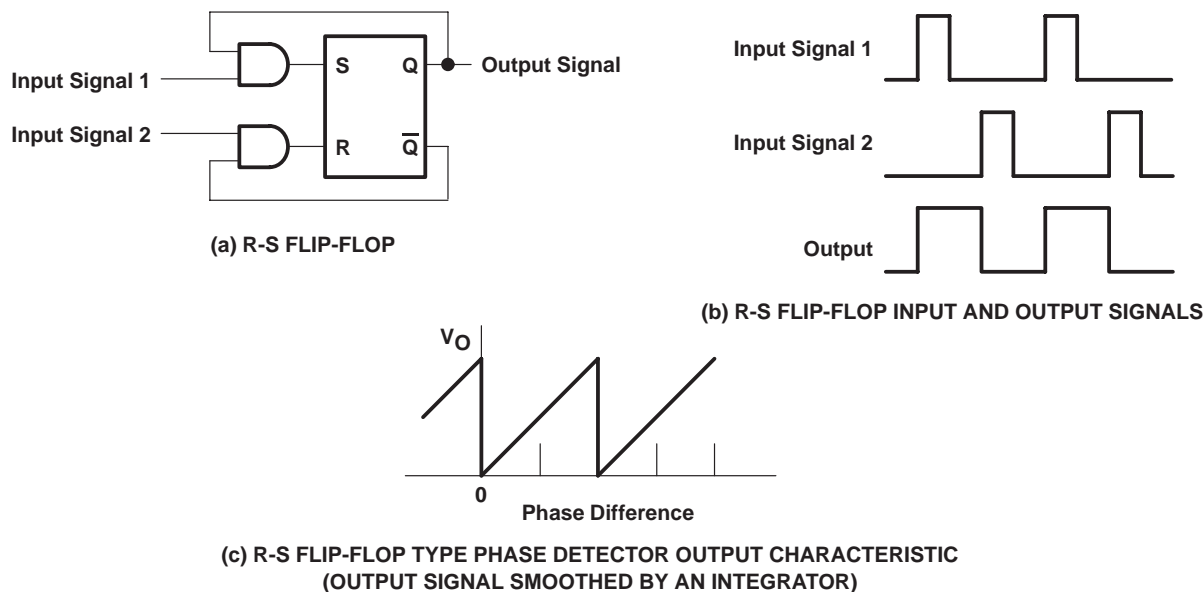 Input Signal 1
Input Signal 2
S
Q
R
Q̅
Output Signal
(a) R-S FLIP-FLOP
Input Signal 1
Input Signal 2
Output
(b) R-S FLIP-FLOP INPUT AND OUTPUT SIGNALS
VO
0
Phase Difference
(c) R-S FLIP-FLOP TYPE PHASE DETECTOR OUTPUT CHARACTERISTIC
(OUTPUT SIGNAL SMOOTHED BY AN INTEGRATOR)